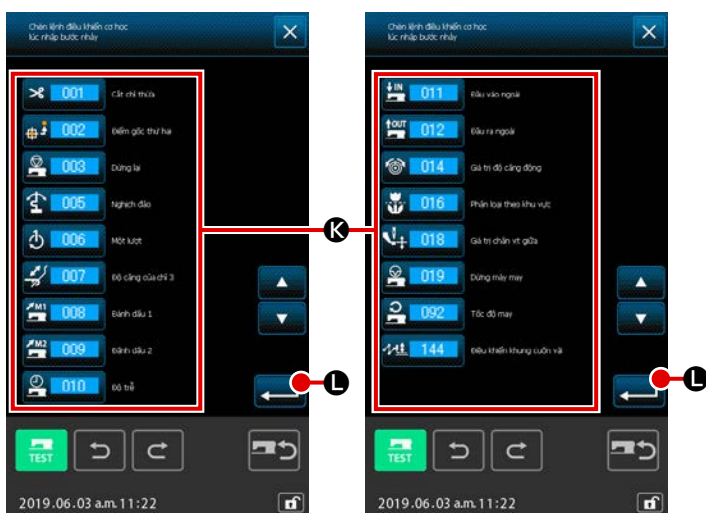 Chèn lệnh điều khiển cơ học
lúc nhập bước nhảy
001 Cắt chỉ thừa
002 Điểm gốc thứ hai
003 Dừng lại
005 Nghịch đảo
006 Một lượt
007 Độ căng của chỉ 3
M1 008 Đánh dấu 1
M2 009 Đánh dấu 2
010 Độ trễ
TEST
2019.06.03 a.m. 11:22
K
L
Chèn lệnh điều khiển cơ học
lúc nhập bước nhảy
IN 011 Đầu vào ngoài
OUT 012 Đầu ra ngoài
014 Giá trị độ căng động
016 Phân loại theo khu vực
018 Giá trị chân vịt giữa
019 Dừng máy may
092 Tốc độ may
144 Điều khiển khung cuộn vải
TEST
2019.06.03 a.m. 11:22
L